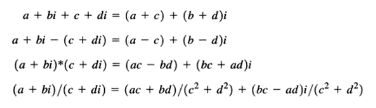 a + bi + c + di = (a + c) + (b + d)i
a + bi − (c + di) = (a − c) + (b − d)i
(a + bi)*(c + di) = (ac − bd) + (bc + ad)i
(a + bi)/(c + di) = (ac + bd)/(c² + d²) + (bc − ad)i/(c² + d²)